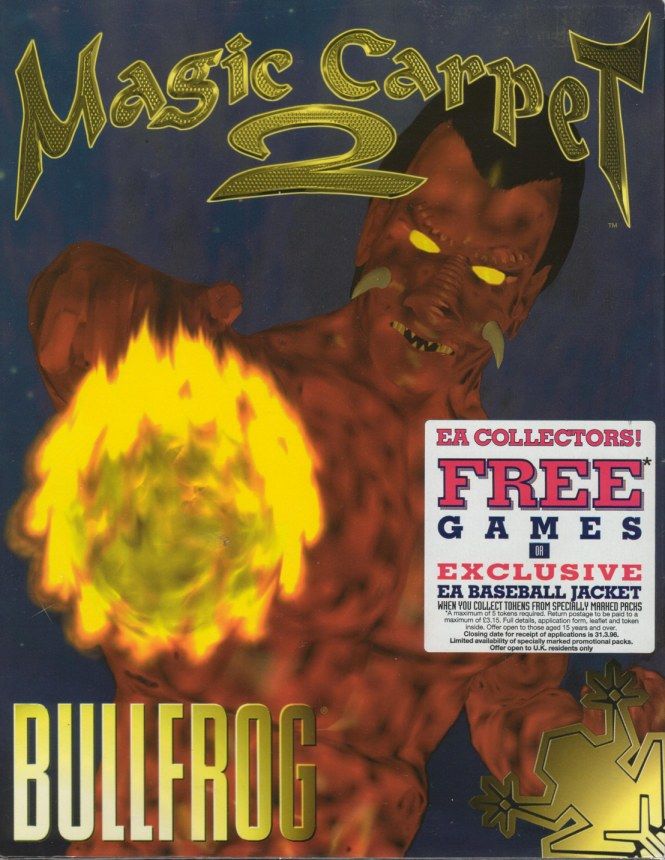 Magic Carpet
2
™
EA COLLECTORS!
FREE*
GAMES
OR
EXCLUSIVE
EA BASEBALL JACKET
WHEN YOU COLLECT TOKENS FROM SPECIALLY MARKED PACKS
*A maximum of 5 tokens required. Return postage to be paid to a
maximum of £3.15. Full details, application form, leaflet and token
inside. Offer open to those aged 15 years and over.
Closing date for receipt of applications is 31.3.96.
Limited availability of specially marked promotional packs.
Offer open to U.K. residents only
BULLFROG®